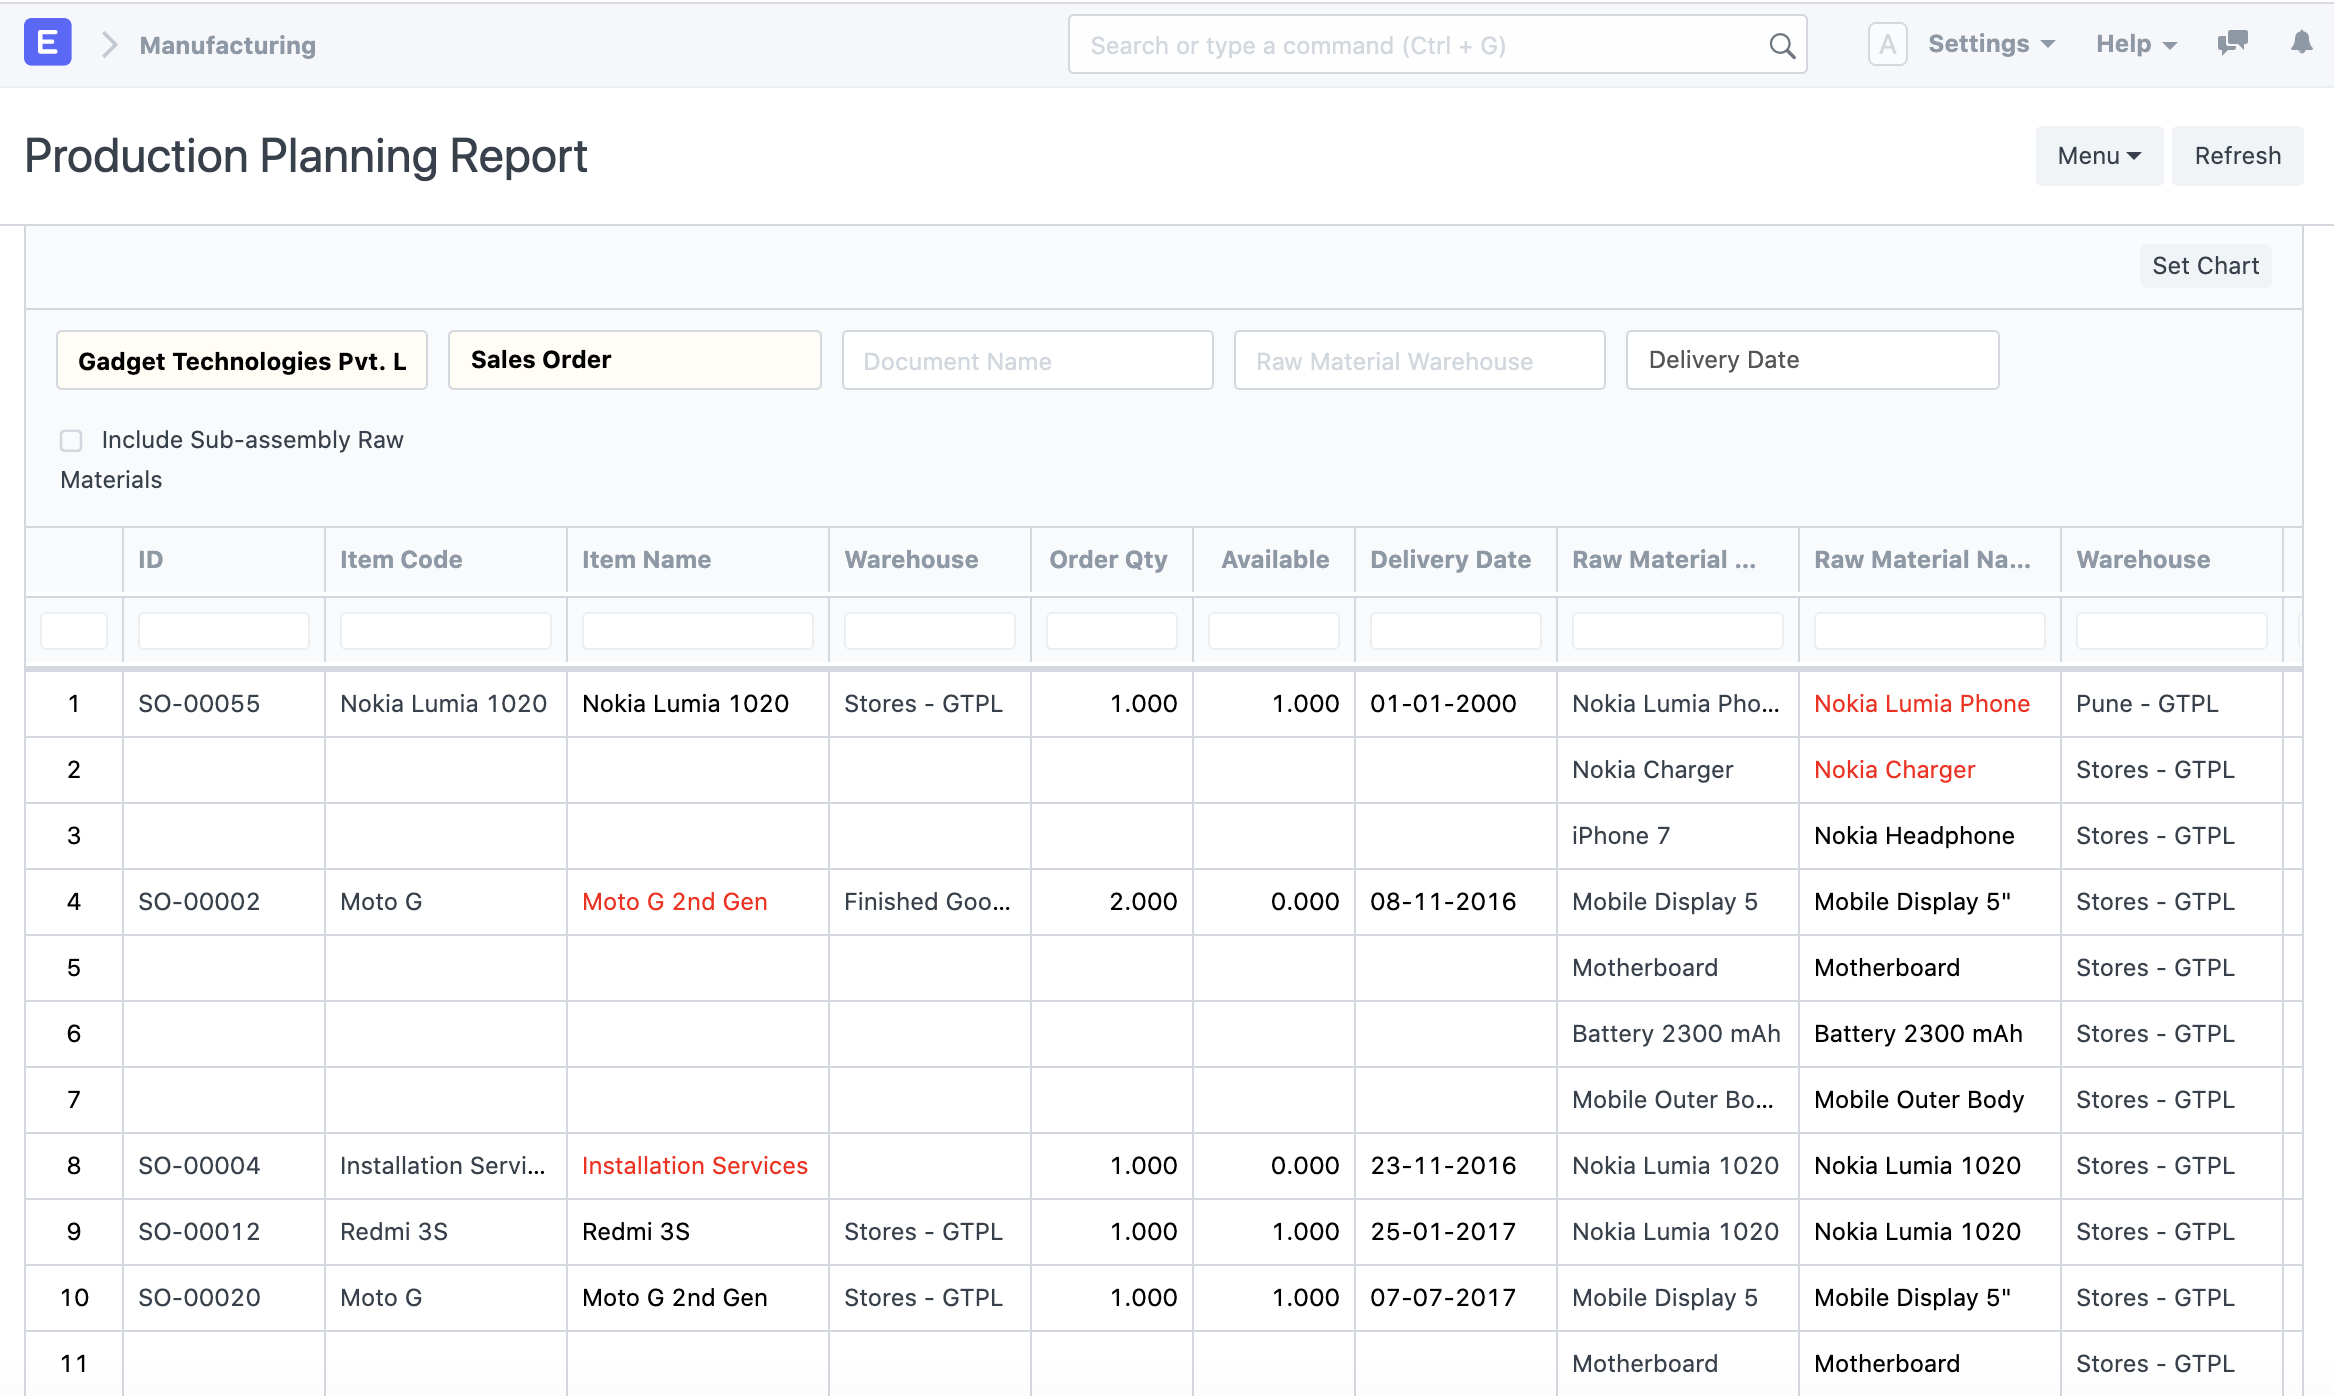 E Manufacturing Search or type a command (Ctrl + G) A Settings Help
Production Planning Report Menu Refresh
Set Chart
Gadget Technologies Pvt. L Sales Order Document Name Raw Material Warehouse Delivery Date
Include Sub-assembly Raw
Materials
ID Item Code Item Name Warehouse Order Qty Available Delivery Date Raw Material ... Raw Material Na... Warehouse
1 SO-00055 Nokia Lumia 1020 Nokia Lumia 1020 Stores - GTPL 1.000 1.000 01-01-2000 Nokia Lumia Pho... Nokia Lumia Phone Pune - GTPL
2 Nokia Charger Nokia Charger Stores - GTPL
3 iPhone 7 Nokia Headphone Stores - GTPL
4 SO-00002 Moto G Moto G 2nd Gen Finished Goo... 2.000 0.000 08-11-2016 Mobile Display 5 Mobile Display 5" Stores - GTPL
5 Motherboard Motherboard Stores - GTPL
6 Battery 2300 mAh Battery 2300 mAh Stores - GTPL
7 Mobile Outer Bo... Mobile Outer Body Stores - GTPL
8 SO-00004 Installation Servi... Installation Services 1.000 0.000 23-11-2016 Nokia Lumia 1020 Nokia Lumia 1020 Stores - GTPL
9 SO-00012 Redmi 3S Redmi 3S Stores - GTPL 1.000 1.000 25-01-2017 Nokia Lumia 1020 Nokia Lumia 1020 Stores - GTPL
10 SO-00020 Moto G Moto G 2nd Gen Stores - GTPL 1.000 1.000 07-07-2017 Mobile Display 5 Mobile Display 5" Stores - GTPL
11 Motherboard Motherboard Stores - GTPL